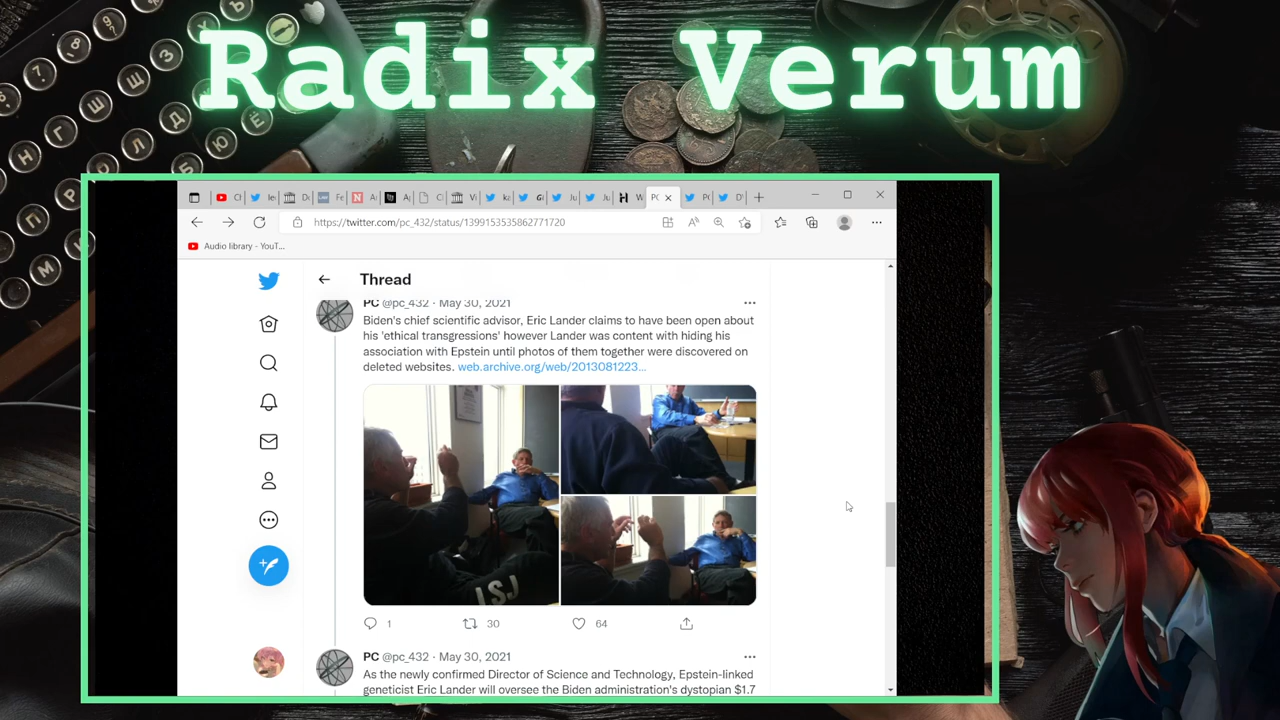 Radix Verum
https://twitter.com/pc_432/status/1399153535862771720
Audio library - YouT...
Thread
PC @pc_432 · May 30, 2021
Biden's chief scientific advisor, Eric Lander claims to have been open about
his 'ethical transgressions' however Lander was content with hiding his
association with Epstein until photos of them together were discovered on
deleted websites. web.archive.org/web/2013081223...
1
30
64
PC @pc_432 · May 30, 2021
As the newly confirmed Director of Science and Technology, Epstein-linked
geneticist Eric Lander will oversee the Biden administration's dystopian $1.7